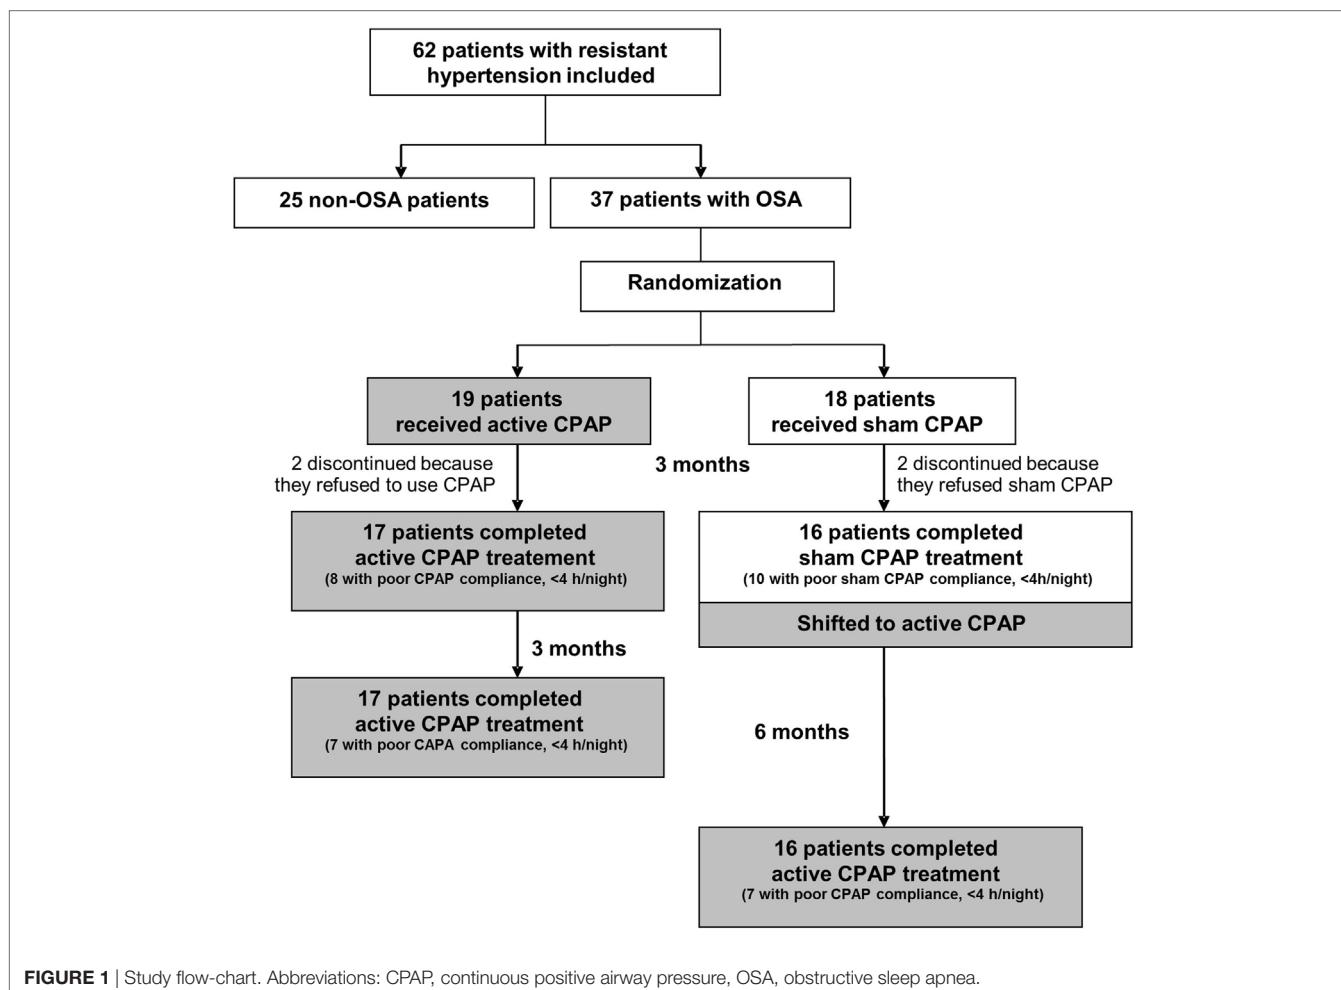 62 patients with resistant
hypertension included
25 non-OSA patients
37 patients with OSA
Randomization
19 patients
received active CPAP
18 patients
received sham CPAP
2 discontinued because
they refused to use CPAP
3 months
2 discontinued because
they refused sham CPAP
17 patients completed
active CPAP treatement
(8 with poor CPAP compliance, <4 h/night)
16 patients completed
sham CPAP treatment
(10 with poor sham CPAP compliance, <4h/night)
Shifted to active CPAP
3 months
17 patients completed
active CPAP treatment
(7 with poor CAPA compliance, <4 h/night)
6 months
16 patients completed
active CPAP treatment
(7 with poor CPAP compliance, <4 h/night)
FIGURE 1 | Study flow-chart. Abbreviations: CPAP, continuous positive airway pressure, OSA, obstructive sleep apnea.